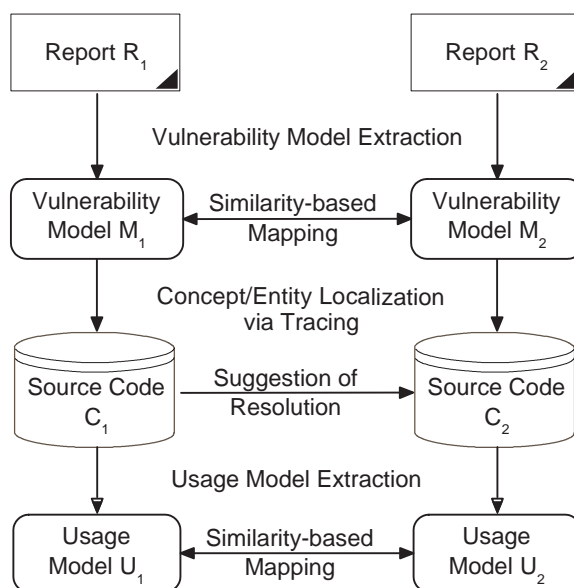 Report R1
Report R2
Vulnerability Model Extraction
Vulnerability
Model M1
Similarity-based
Mapping
Vulnerability
Model M2
Concept/Entity Localization
via Tracing
Source Code
C1
Suggestion of
Resolution
Source Code
C2
Usage Model Extraction
Usage
Model U1
Similarity-based
Mapping
Usage
Model U2